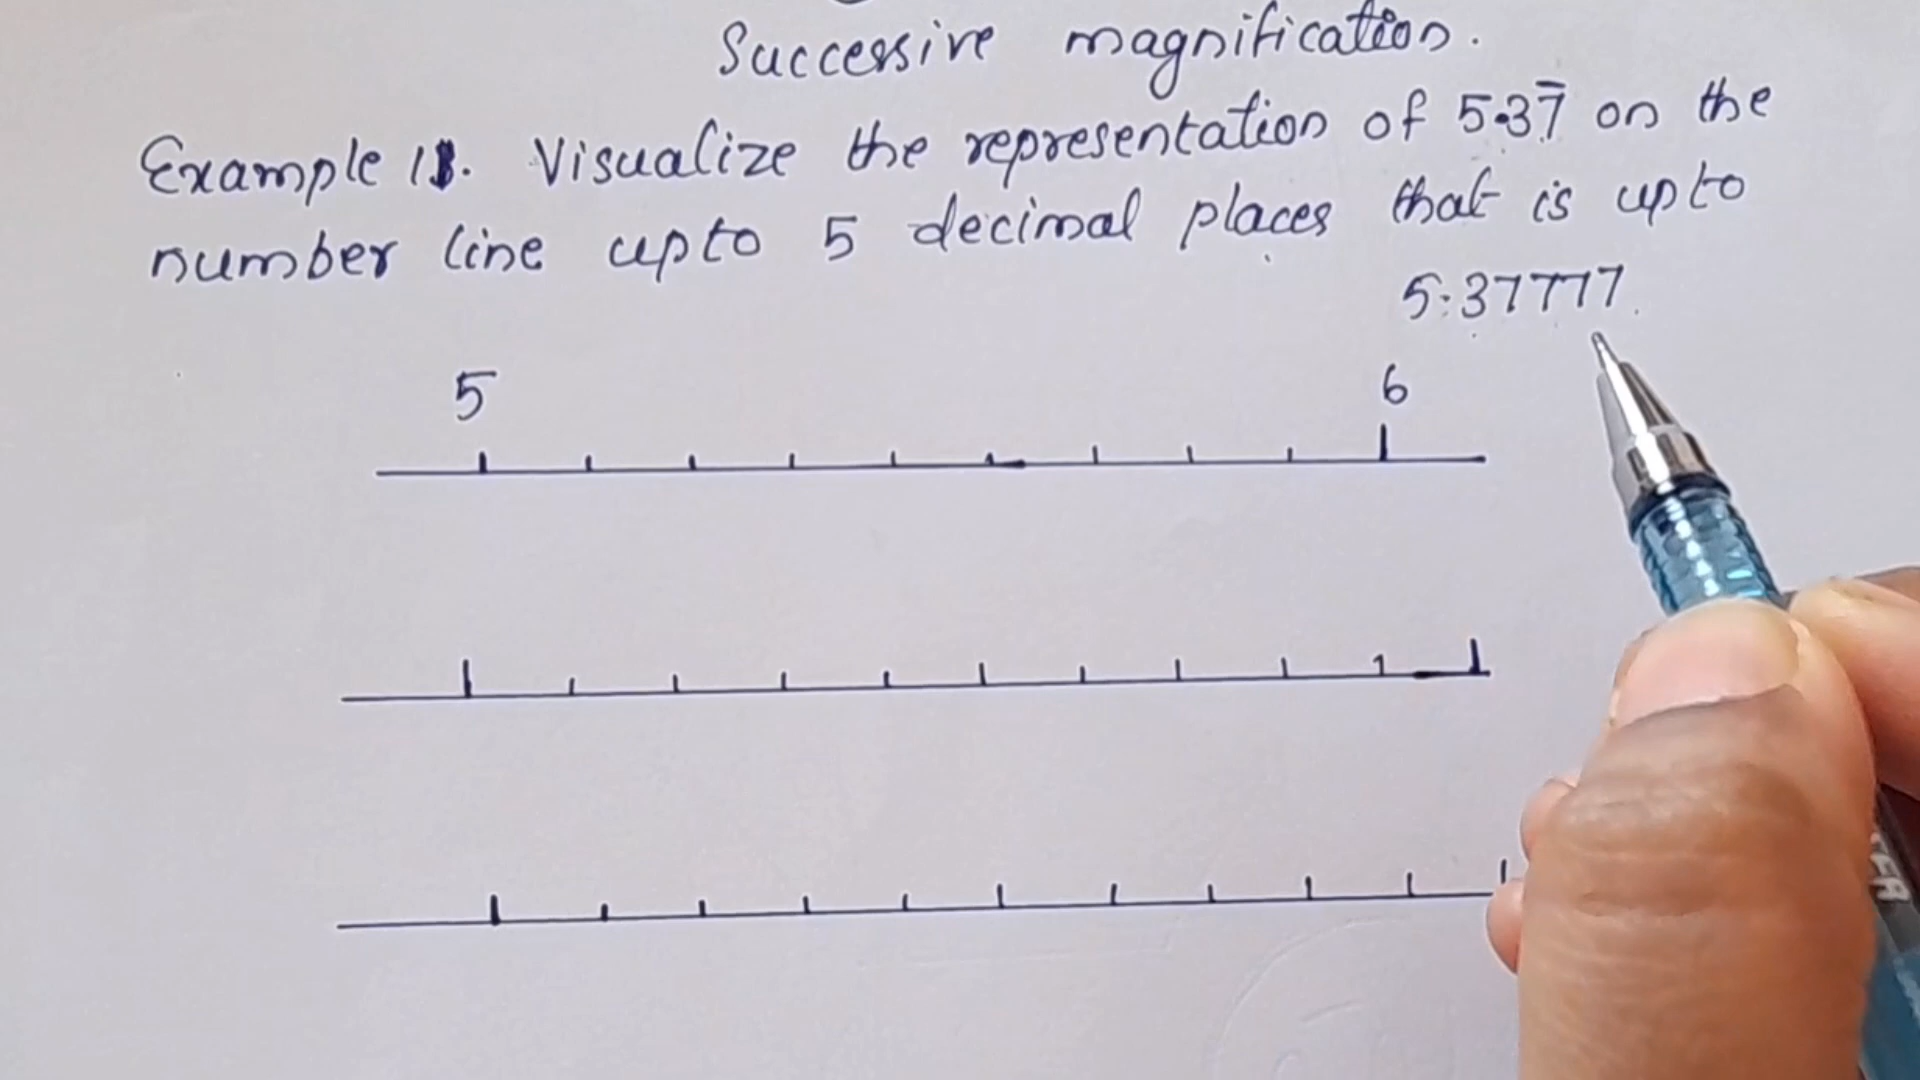 Successive magnification.
Example 11. Visualize the representation of 5.37̅ on the
number line upto 5 decimal places that is upto
5.37777
5 6